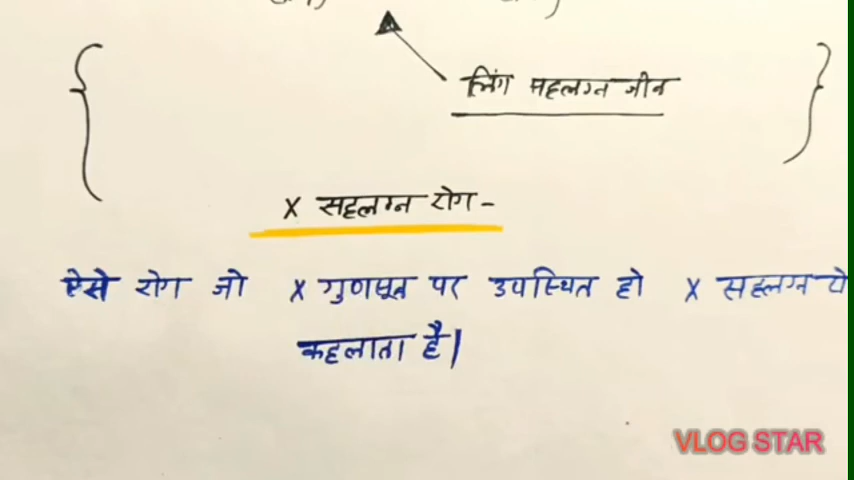 लिंग सहलग्न जीन
X सहलग्न रोग -
ऐसे रोग जो X गुणसूत्र पर उपस्थित हो X सहलग्न
कहलाता है।
VLOG STAR